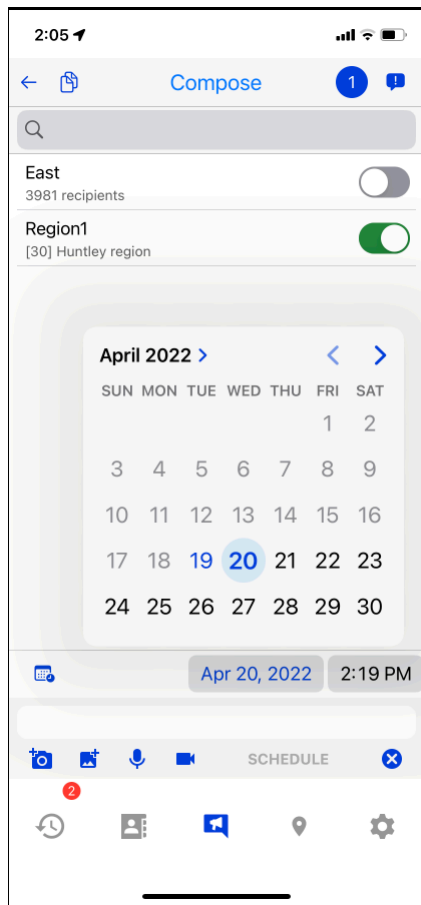 2:05
Compose
1
East
3981 recipients
Region1
[30] Huntley region
April 2022
SUN MON TUE WED THU FRI SAT
1 2
3 4 5 6 7 8 9
10 11 12 13 14 15 16
17 18 19 20 21 22 23
24 25 26 27 28 29 30
Apr 20, 2022 2:19 PM
SCHEDULE
2